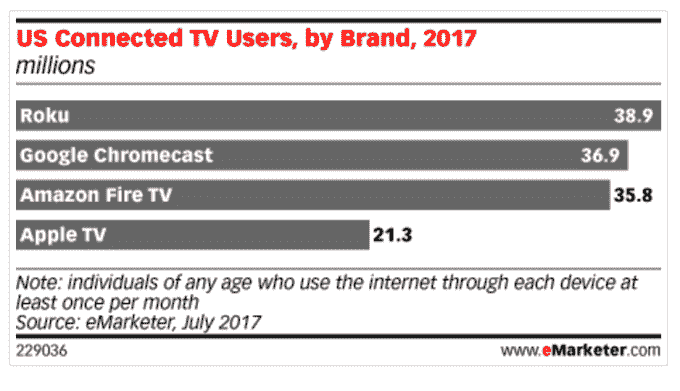 US Connected TV Users, by Brand, 2017
millions
Roku 38.9
Google Chromecast 36.9
Amazon Fire TV 35.8
Apple TV 21.3
Note: individuals of any age who use the internet through each device at
least once per month
Source: eMarketer, July 2017
229036 www.eMarketer.com